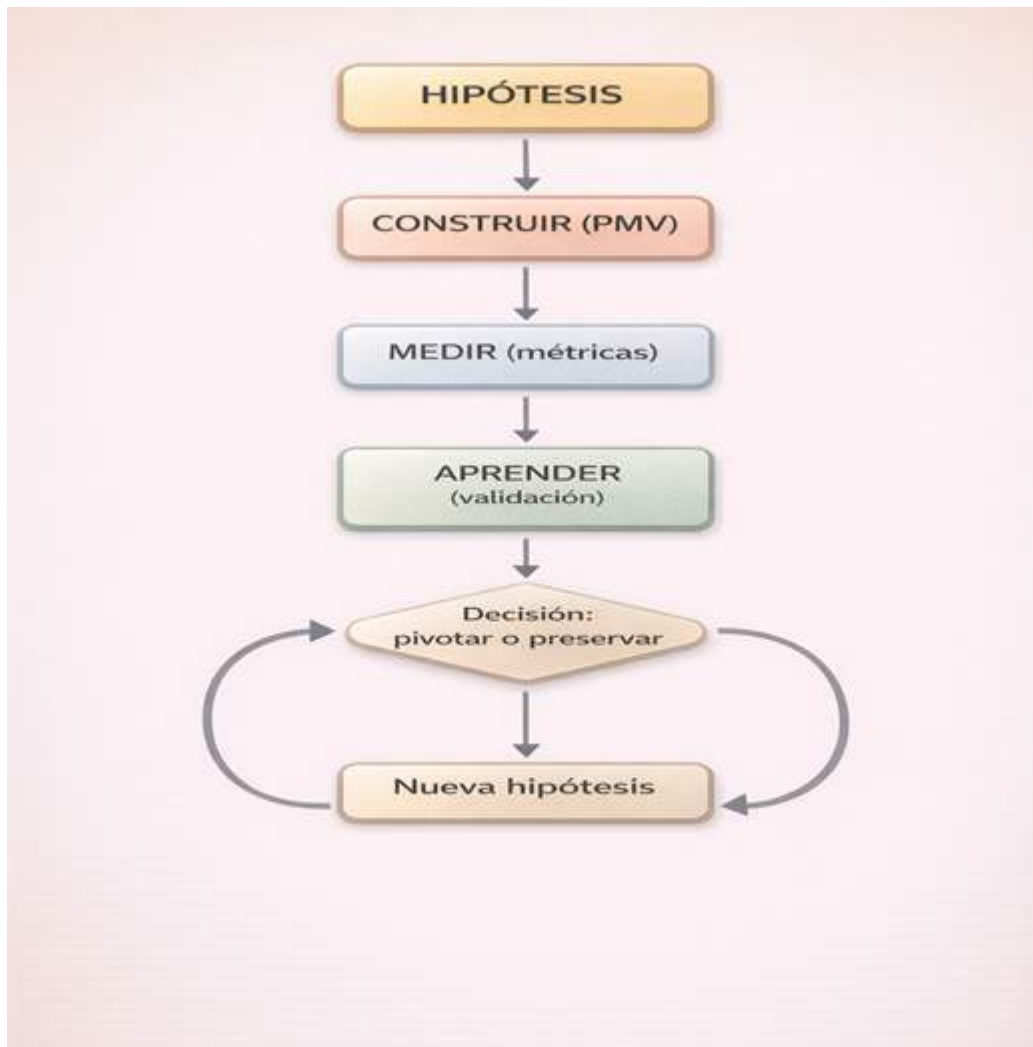 HIPÓTESIS
CONSTRUIR (PMV)
MEDIR (métricas)
APRENDER
(validación)
Decisión:
pivotar o preservar
Nueva hipótesis